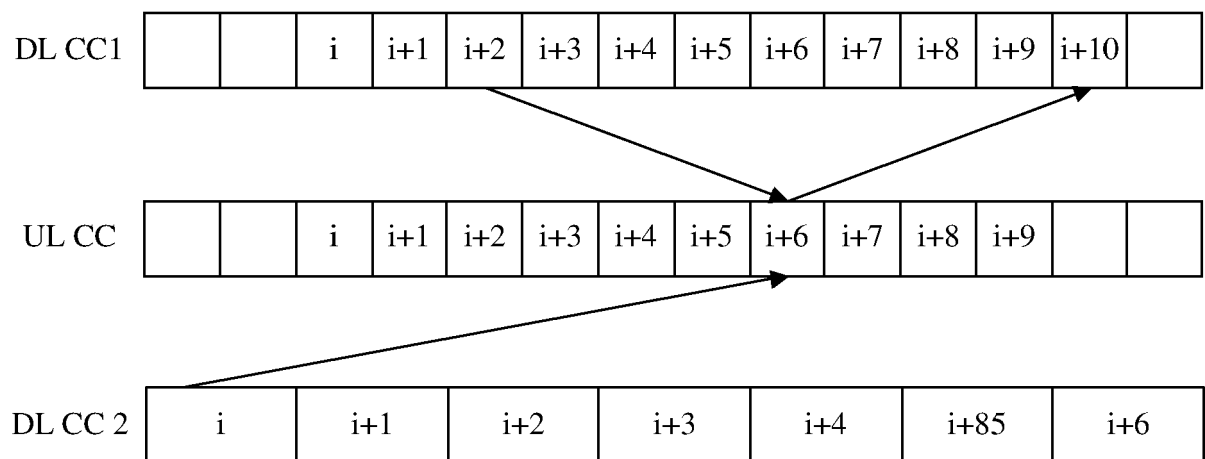 DL CC1 i i+1 i+2 i+3 i+4 i+5 i+6 i+7 i+8 i+9 i+10
UL CC i i+1 i+2 i+3 i+4 i+5 i+6 i+7 i+8 i+9
DL CC 2 i i+1 i+2 i+3 i+4 i+85 i+6